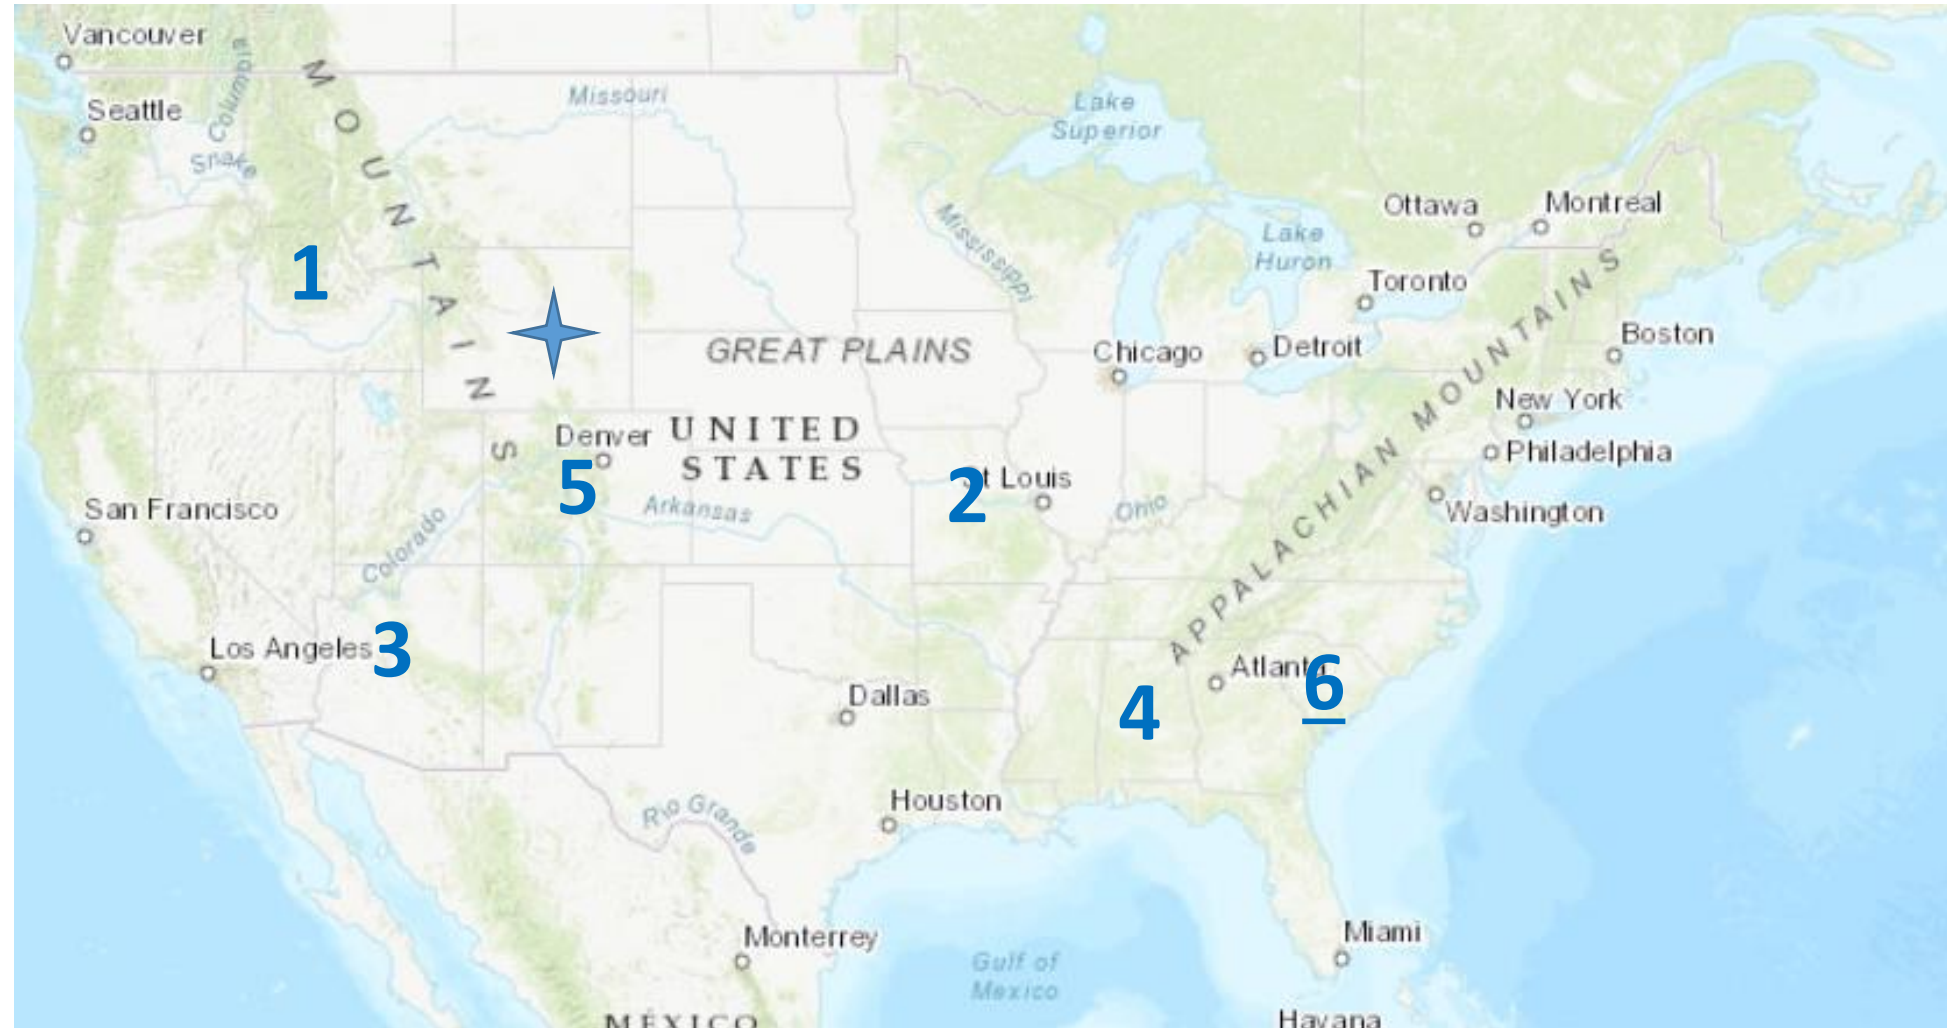 Vancouver
Columbia
MOUNTAINS
Missouri
Seattle
Lake
Superior
Snake
Ottawa
Montreal
Mississippi
Lake
Huron
1
Toronto
GREAT PLAINS
Chicago
Detroit
Boston
New York
APPALACHIAN MOUNTAINS
Denver
UNITED
STATES
Philadelphia
5
2
St Louis
Arkansas
Ohio
Washington
San Francisco
Colorado
Los Angeles
3
Atlanta
6
4
Dallas
Houston
Rio Grande
Monterrey
Miami
Gulf of
Mexico
MÉXICO
Havana